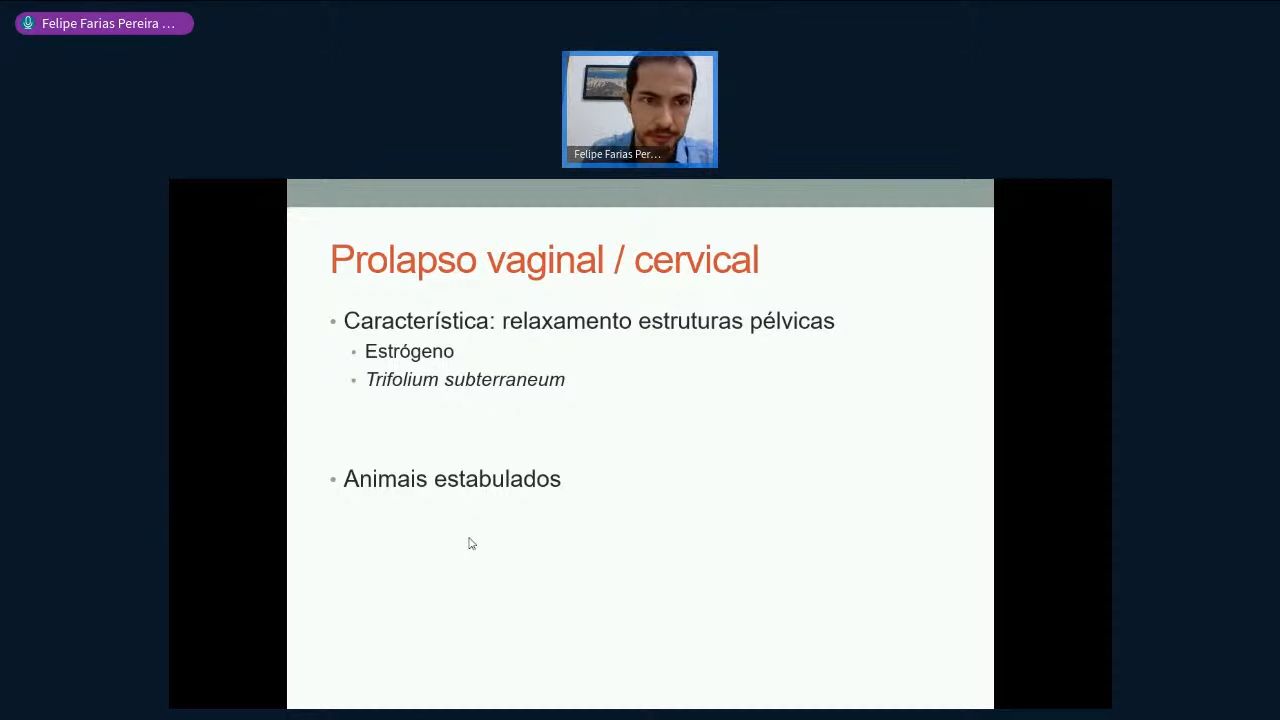 Felipe Farias Pereira ...
Felipe Farias Per...
Prolapso vaginal / cervical
• Característica: relaxamento estruturas pélvicas
• Estrógeno
• Trifolium subterraneum
• Animais estabulados